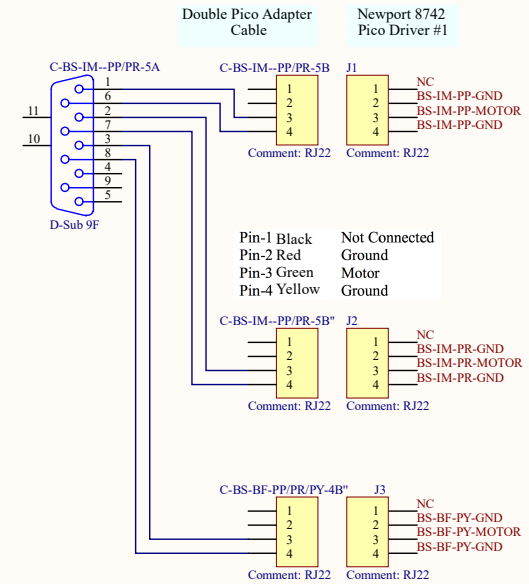 Double Pico Adapter
Cable
Newport 8742
Pico Driver #1
C-BS-IM--PP/PR-5A
C-BS-IM--PP/PR-5B
J1
1
6
2
7
3
8
4
9
5
11
10
D-Sub 9F
1
2
3
4
Comment: RJ22
1
2
3
4
Comment: RJ22
NC
BS-IM-PP-GND
BS-IM-PP-MOTOR
BS-IM-PP-GND
Pin-1 Black Not Connected
Pin-2 Red Ground
Pin-3 Green Motor
Pin-4 Yellow Ground
C-BS-IM--PP/PR-5B"
J2
1
2
3
4
Comment: RJ22
1
2
3
4
Comment: RJ22
NC
BS-IM-PR-GND
BS-IM-PR-MOTOR
BS-IM-PR-GND
C-BS-BF-PP/PR/PY-4B"
J3
1
2
3
4
Comment: RJ22
1
2
3
4
Comment: RJ22
NC
BS-BF-PY-GND
BS-BF-PY-MOTOR
BS-BF-PY-GND